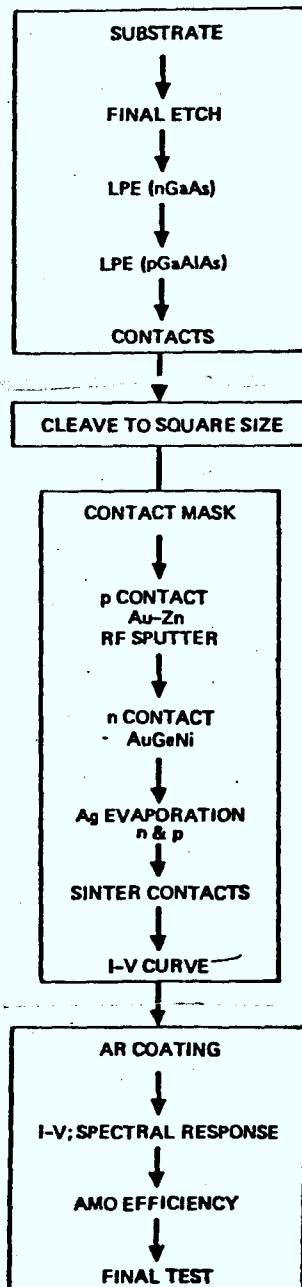 SUBSTRATE
FINAL ETCH
LPE (nGaAs)
LPE (pGaAlAs)
CONTACTS
CLEAVE TO SQUARE SIZE
CONTACT MASK
p CONTACT
Au-Zn
RF SPUTTER
n CONTACT
AuGeNi
Ag EVAPORATION
n & p
SINTER CONTACTS
I-V CURVE
AR COATING
I-V; SPECTRAL RESPONSE
AMO EFFICIENCY
FINAL TEST